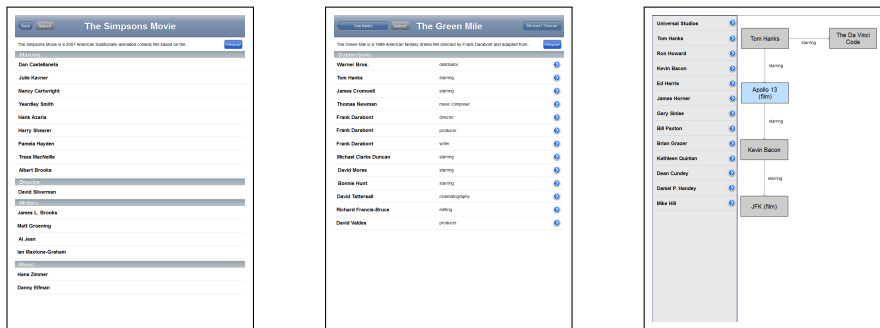 Back Search The Simpsons Movie
The Simpsons Movie is a 2007 American traditionally-animated comedy film based on the ..
Starring
Dan Castellaneta
Julie Kavner
Nancy Cartwright
Yeardley Smith
Hank Azaria
Harry Shearer
Pamela Hayden
Tress MacNeille
Albert Brooks
Director
David Silverman
Writers
James L. Brooks
Matt Groening
Al Jean
Ian Maxtone-Graham
Music
Hans Zimmer
Danny Elfman
Tom Hanks Search The Green Mile Michael C Duncan
The Green Mile is a 1999 American fantasy drama film directed by Frank Darabont and adapted from..
Connections
Warner Bros. distributor
Tom Hanks starring
James Cromwell starring
Thomas Newman music composer
Frank Darabont director
Frank Darabont producer
Frank Darabont writer
Michael Clarke Duncan starring
David Morse starring
Bonnie Hunt starring
David Tattersall cinematography
Richard Francis-Bruce editing
David Valdes producer
Universal Studios
Tom Hanks
Ron Howard
Kevin Bacon
Ed Harris
James Horner
Gary Sinise
Bill Paxton
Brian Grazer
Kathleen Quinlan
Dean Cundey
Daniel P. Hanley
Mike Hill
Tom Hanks
starring
The Da Vinci
Code
starring
Apollo 13
(film)
starring
Kevin Bacon
starring
JFK (film)